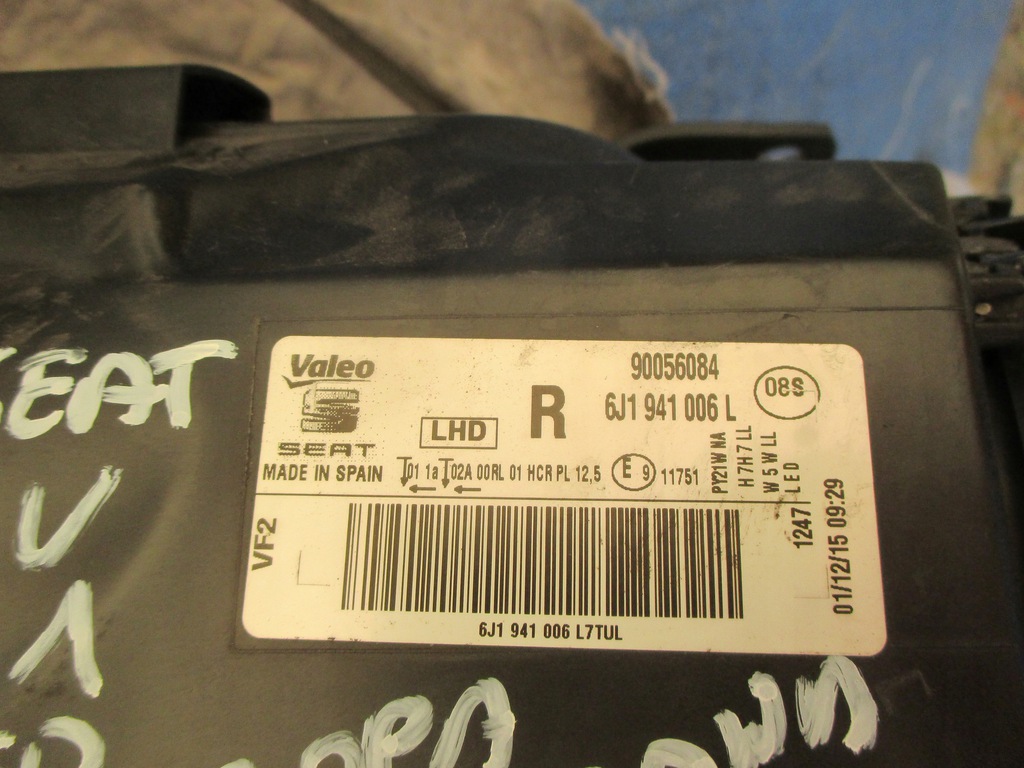 Valeo
SEAT
MADE IN SPAIN
LHD
R
90056084
6J1 941 006 L
08S
01 1a 02A 00RL 01 HCR PL 12,5
E 9
11751
PY21W NA
H7H7 LL
W5W LL
LED
VF2
1247
01/12/15 09:29
6J1 941 006 L7TUL
SEAT